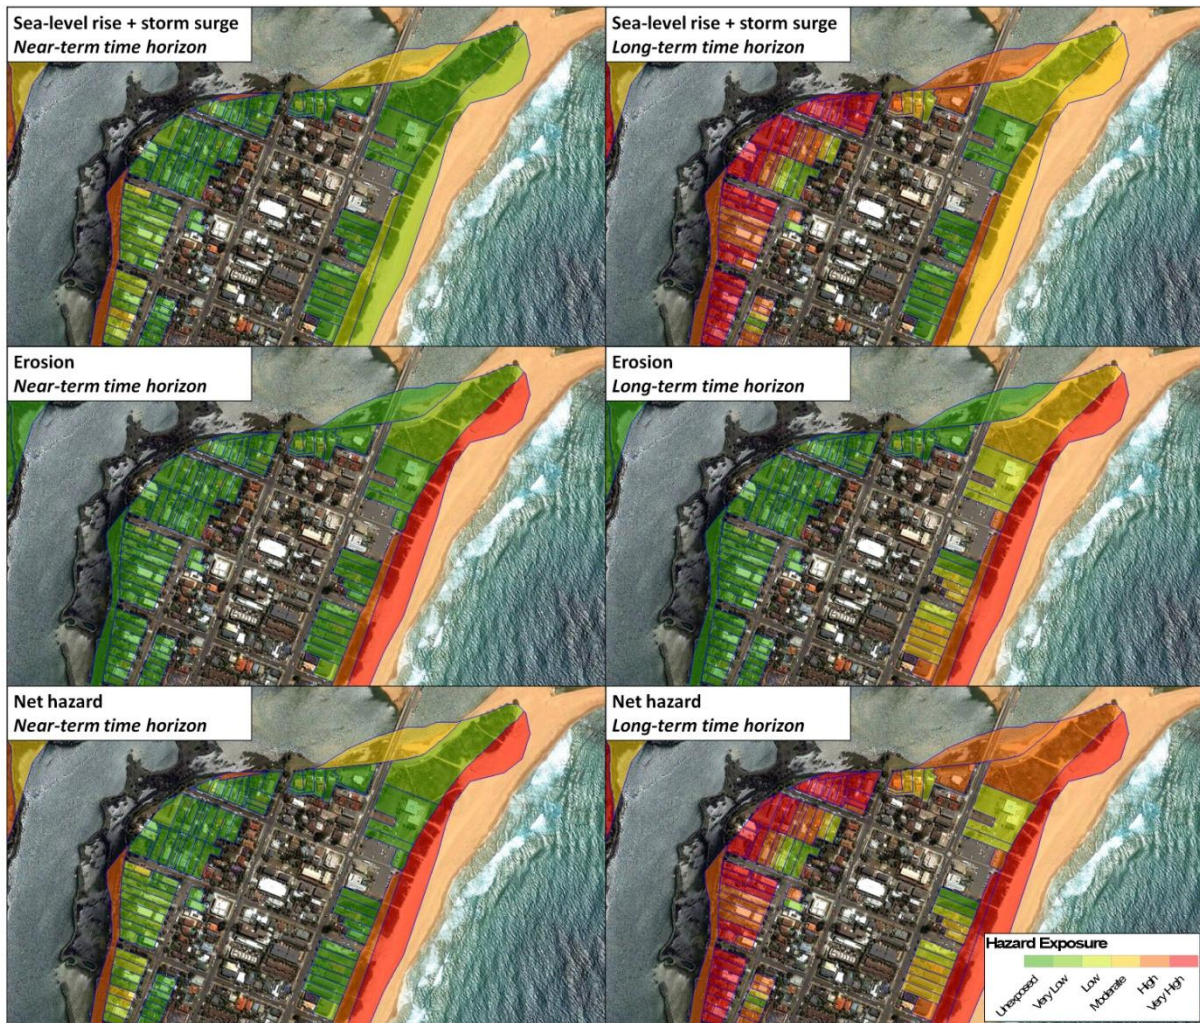 Sea-level rise + storm surge
Near-term time horizon
Sea-level rise + storm surge
Long-term time horizon
Erosion
Near-term time horizon
Erosion
Long-term time horizon
Net hazard
Near-term time horizon
Net hazard
Long-term time horizon
Hazard Exposure
Unexposed
Very Low
Low
Moderate
High
Very High